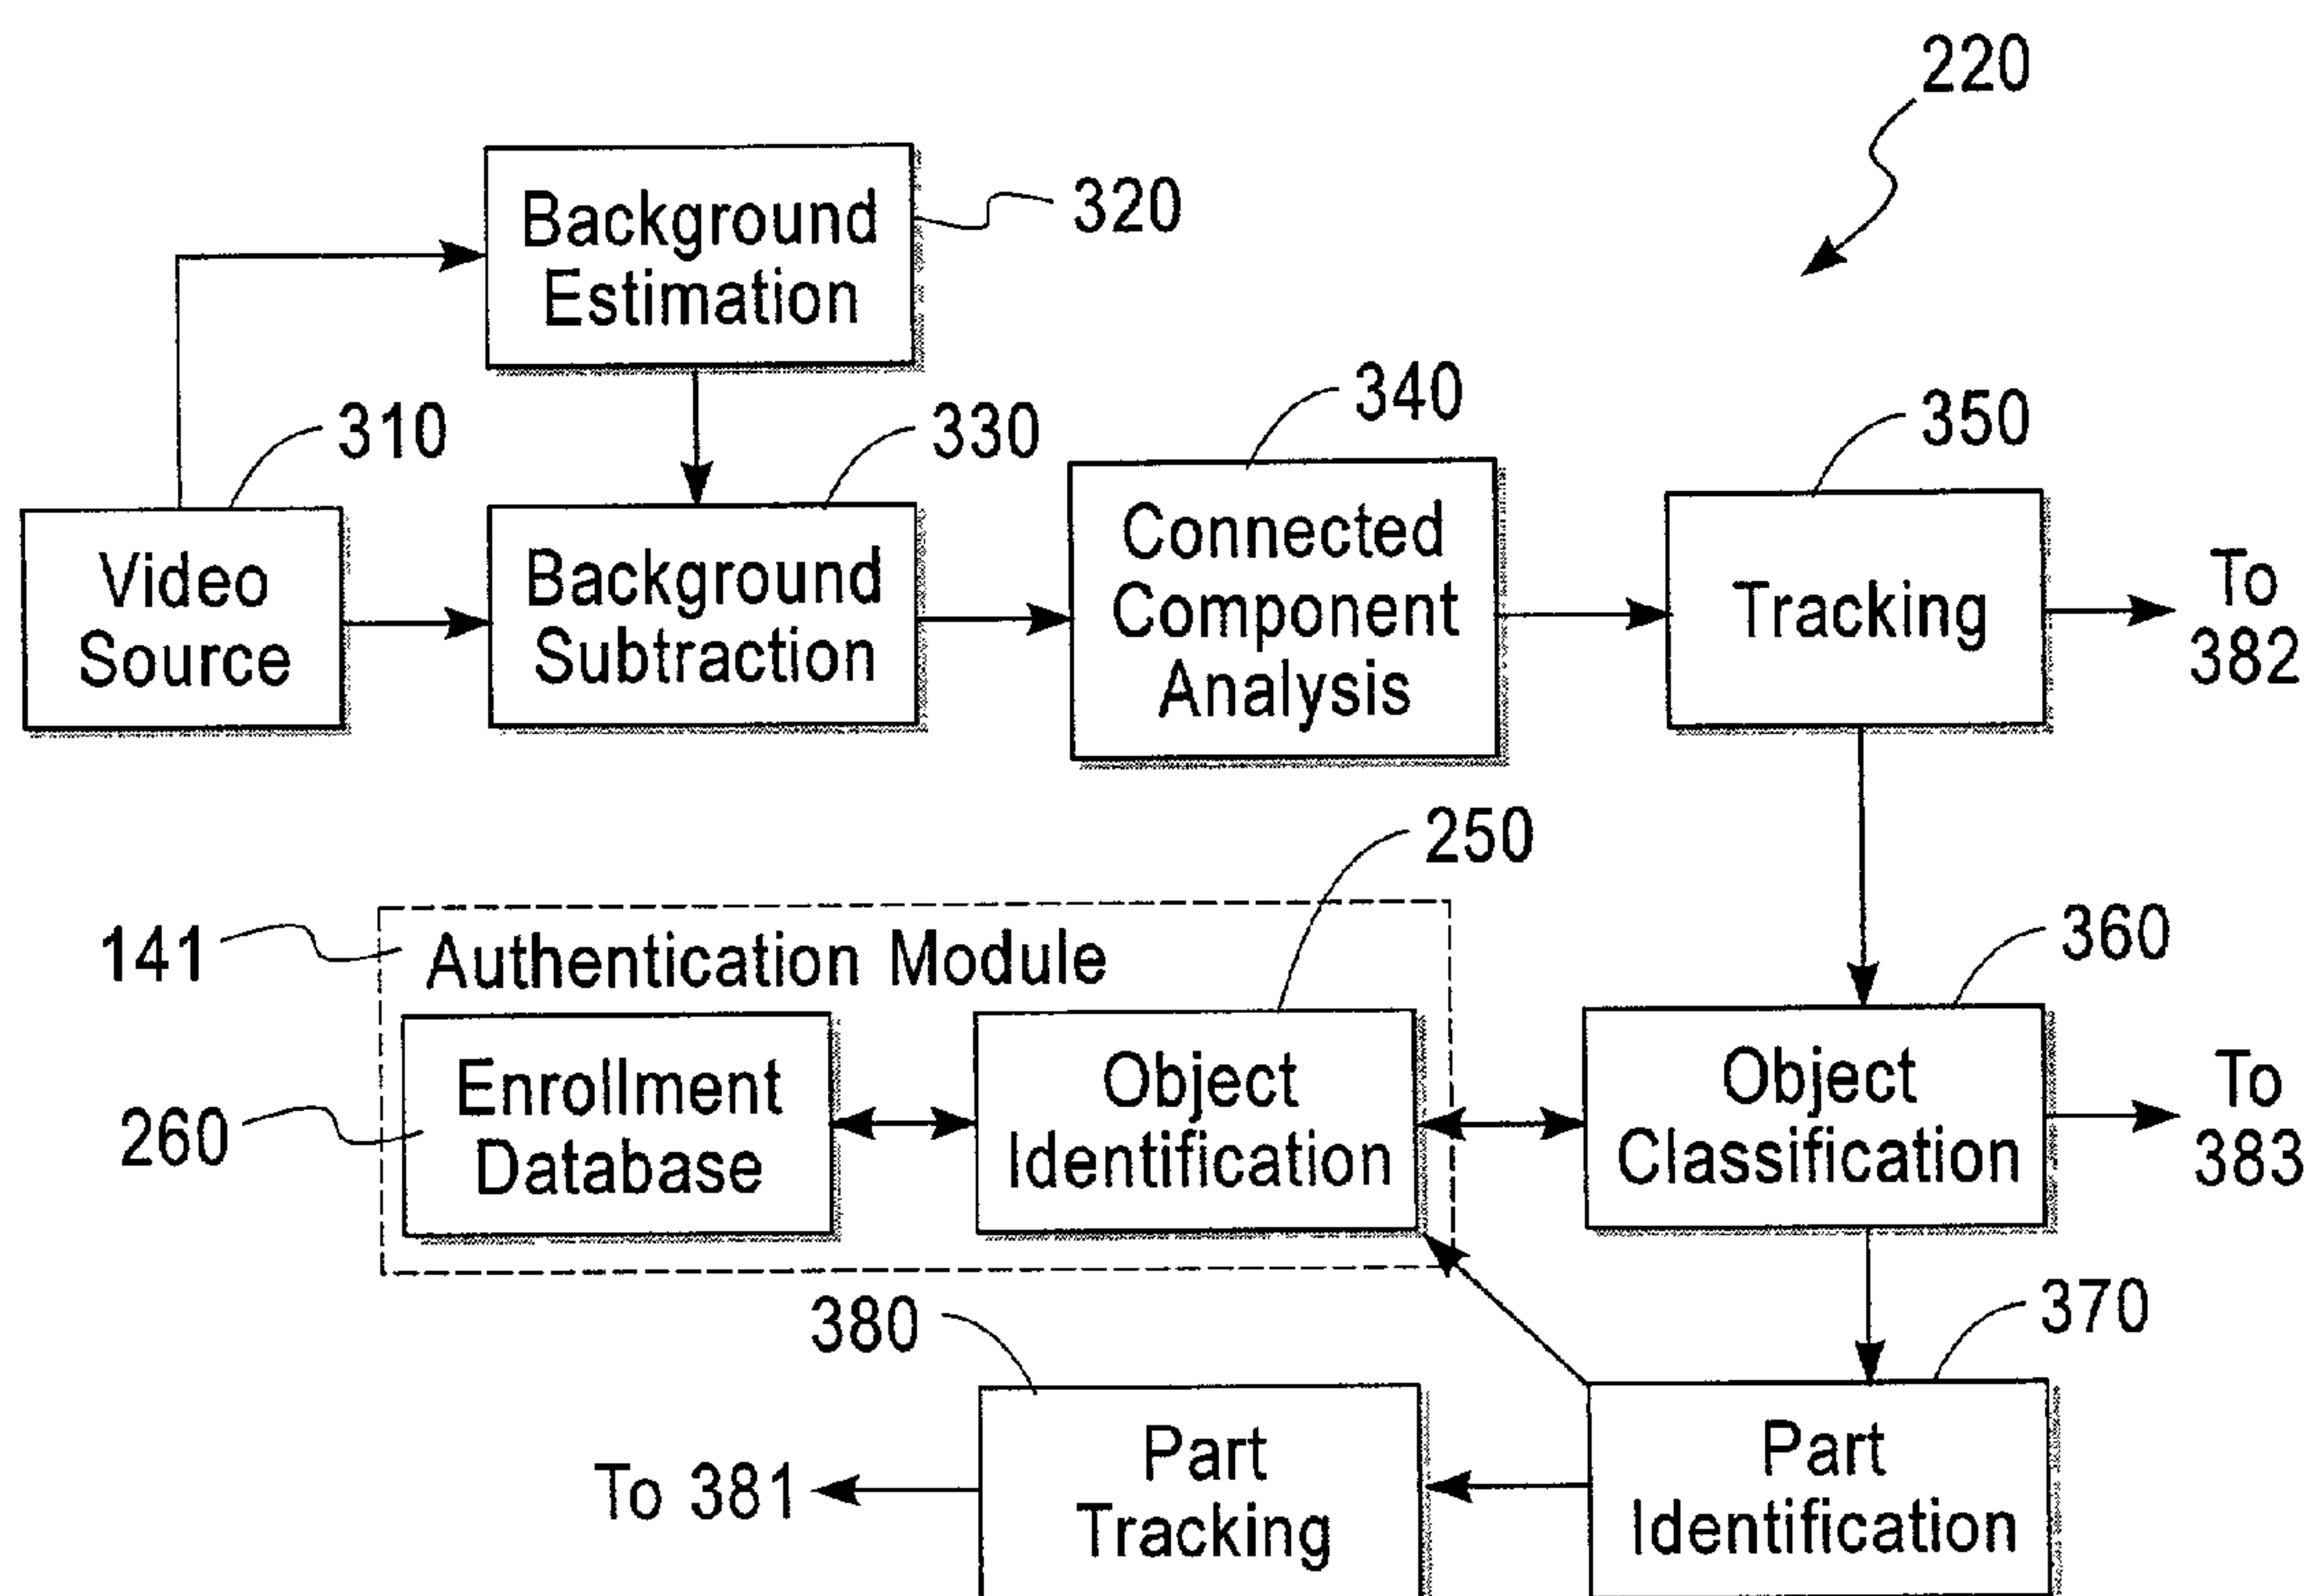 220
Background
Estimation
320
310
330
340
350
Video
Source
Background
Subtraction
Connected
Component
Analysis
Tracking
To
382
250
141
Authentication Module
360
260
Enrollment
Database
Object
Identification
Object
Classification
To
383
380
370
To 381
Part
Tracking
Part
Identification